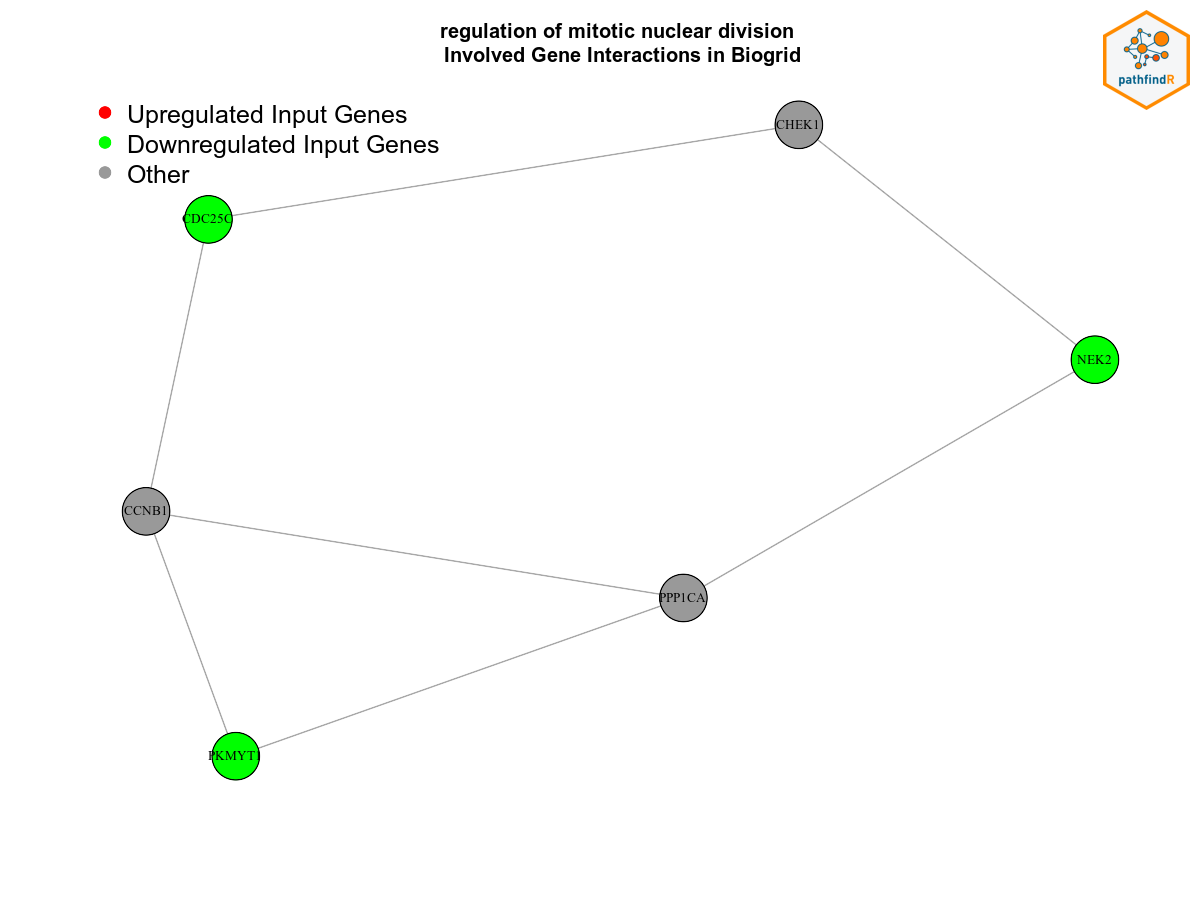 regulation of mitotic nuclear division
Involved Gene Interactions in Biogrid
pathfindR
Upregulated Input Genes
Downregulated Input Genes
Other
CHEK1
CDC25C
NEK2
CCNB1
PPP1CA
PKMYT1